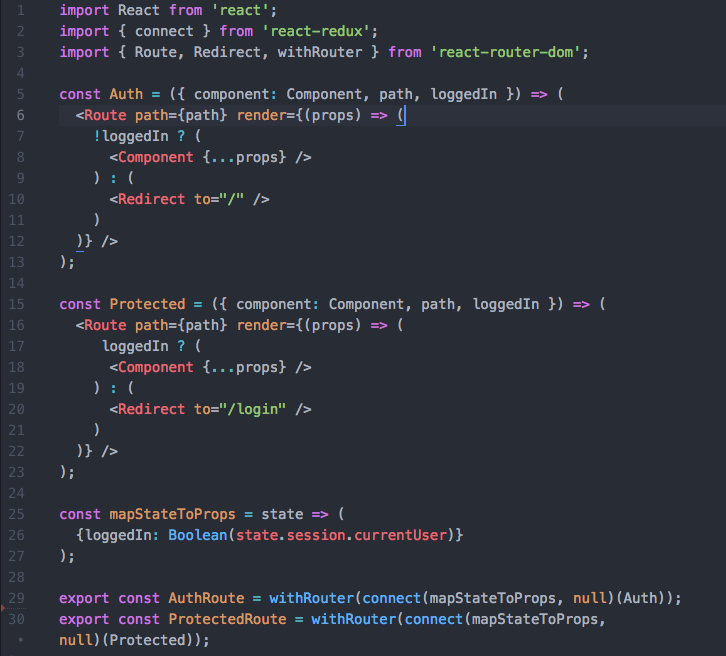 1 import React from 'react';
2 import { connect } from 'react-redux';
3 import { Route, Redirect, withRouter } from 'react-router-dom';
4
5 const Auth = ({ component: Component, path, loggedIn }) => (
6   <Route path={path} render={(props) => (
7     !loggedIn ? (
8       <Component {...props} />
9     ) : (
10       <Redirect to="/" />
11     )
12   )} />
13 );
14
15 const Protected = ({ component: Component, path, loggedIn }) => (
16   <Route path={path} render={(props) => (
17      loggedIn ? (
18       <Component {...props} />
19     ) : (
20       <Redirect to="/login" />
21     )
22   )} />
23 );
24
25 const mapStateToProps = state => (
26   {loggedIn: Boolean(state.session.currentUser)}
27 );
28
29 export const AuthRoute = withRouter(connect(mapStateToProps, null)(Auth));
30 export const ProtectedRoute = withRouter(connect(mapStateToProps,
• null)(Protected));